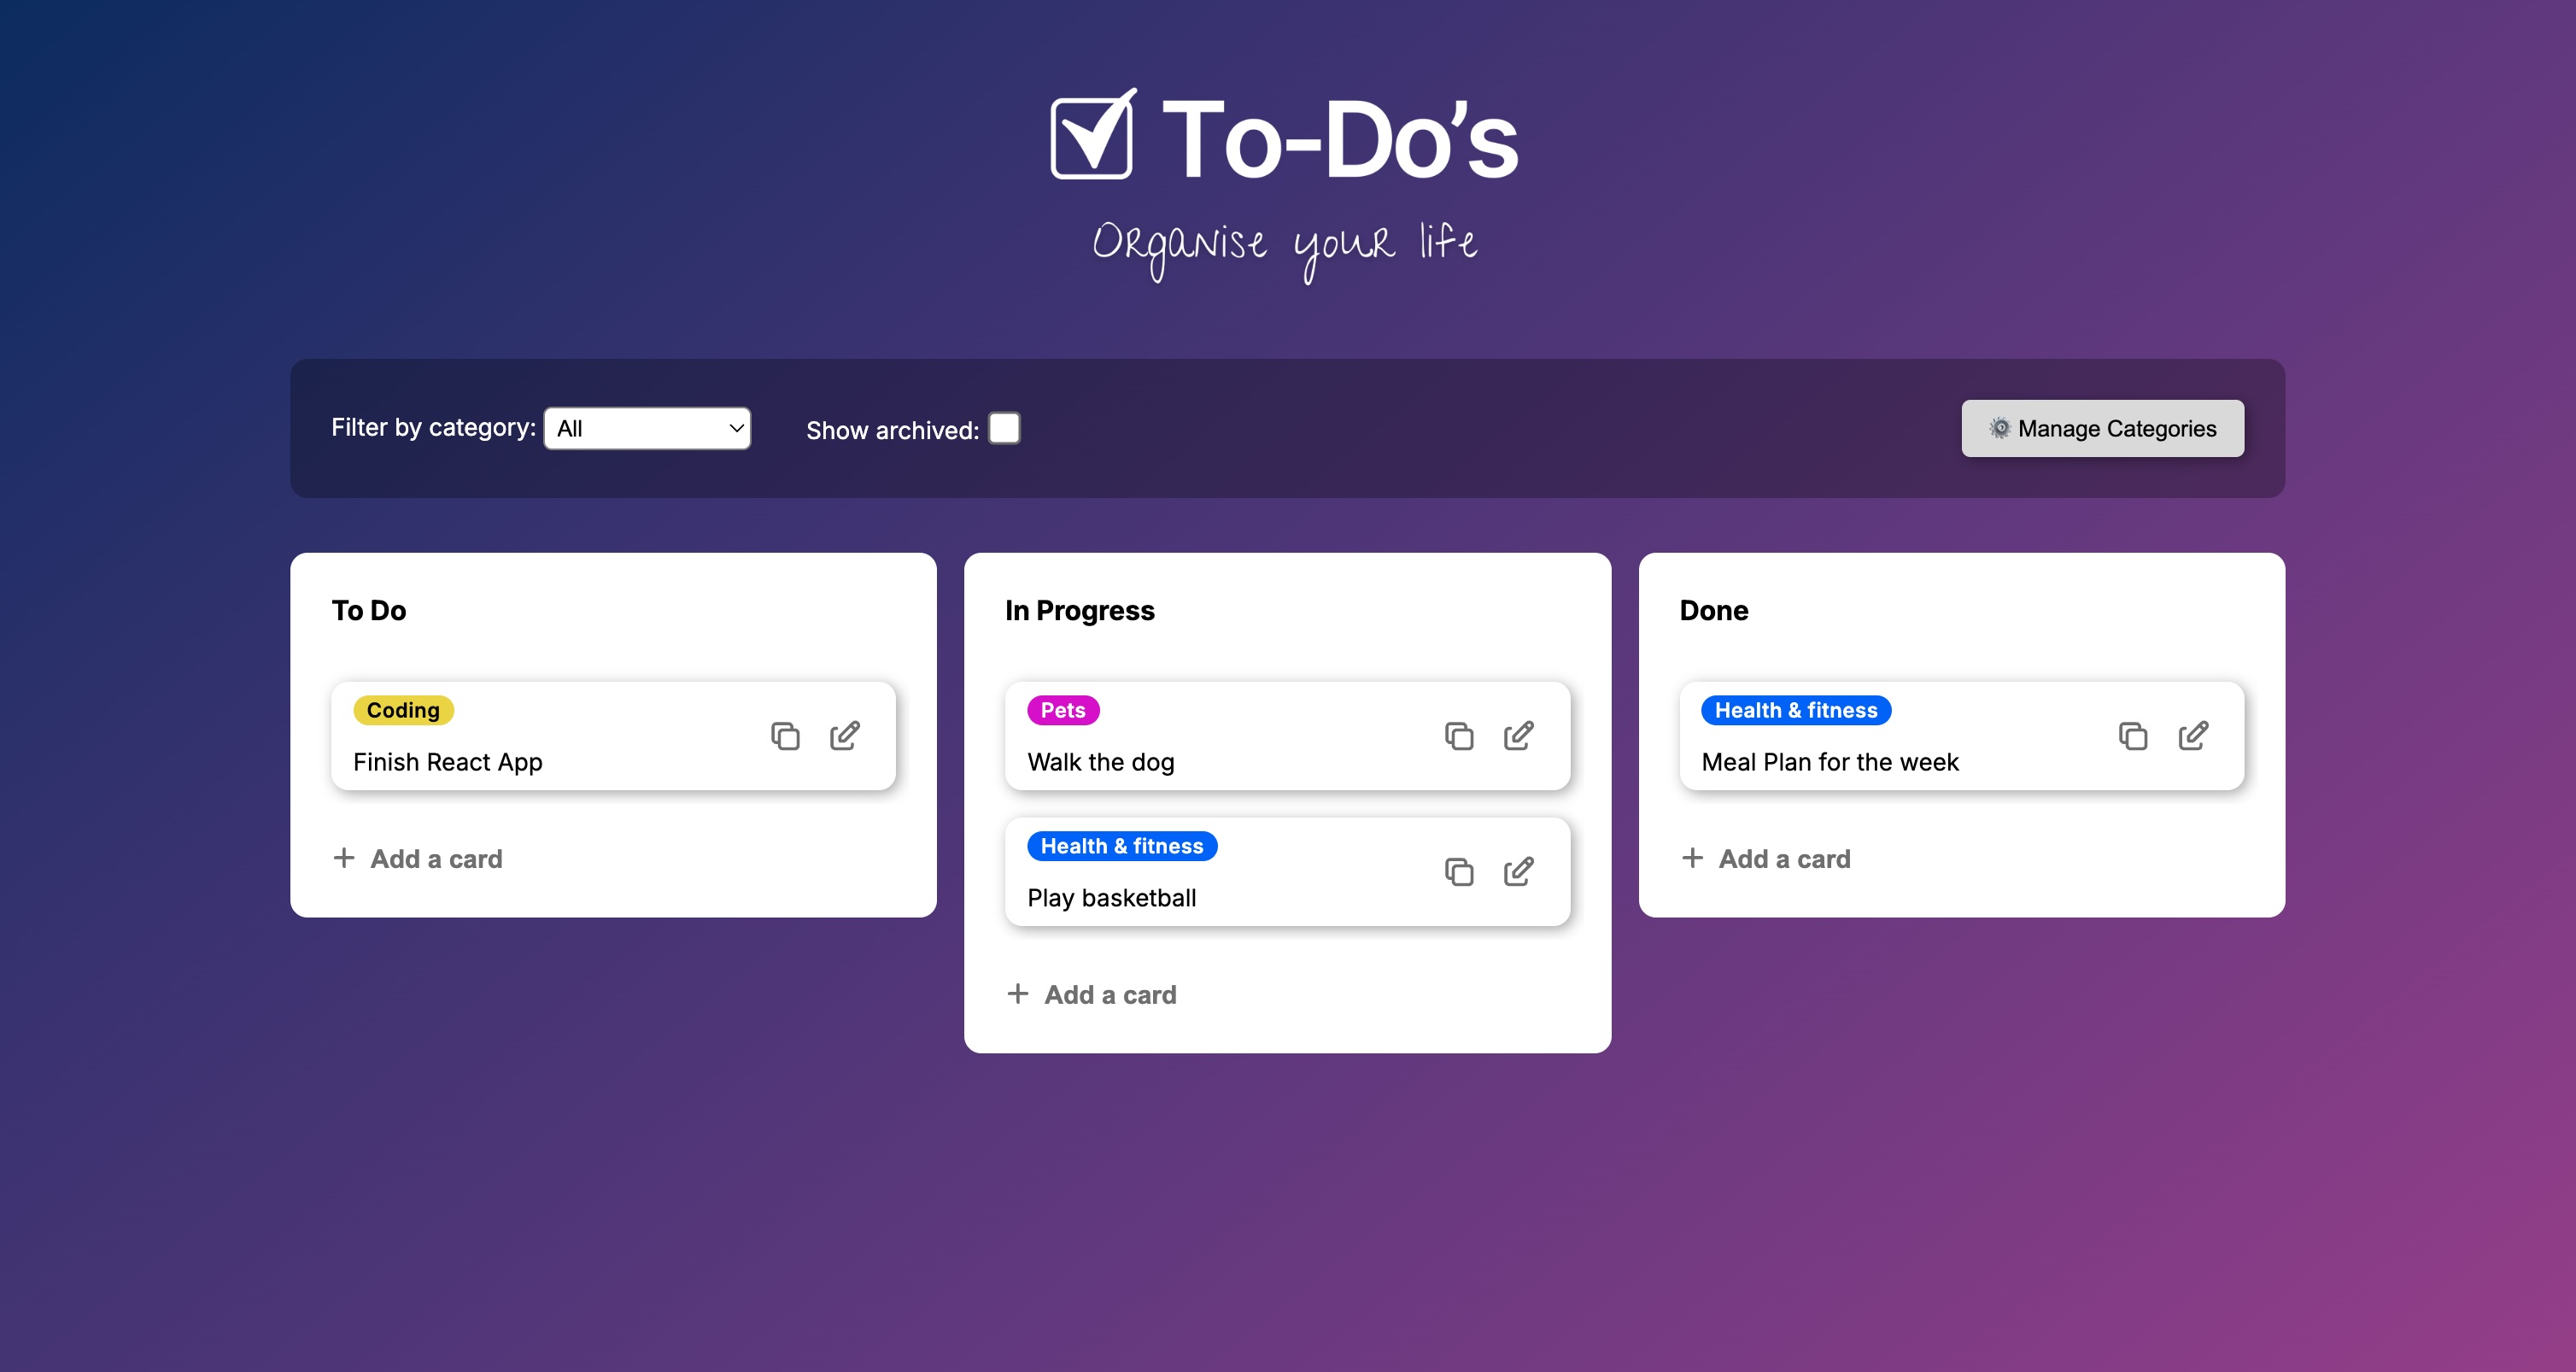 To-Do’s
Organise your life
Filter by category: All
Show archived:
Manage Categories
To Do
Coding
Finish React App
Add a card
In Progress
Pets
Walk the dog
Health & fitness
Play basketball
Add a card
Done
Health & fitness
Meal Plan for the week
Add a card